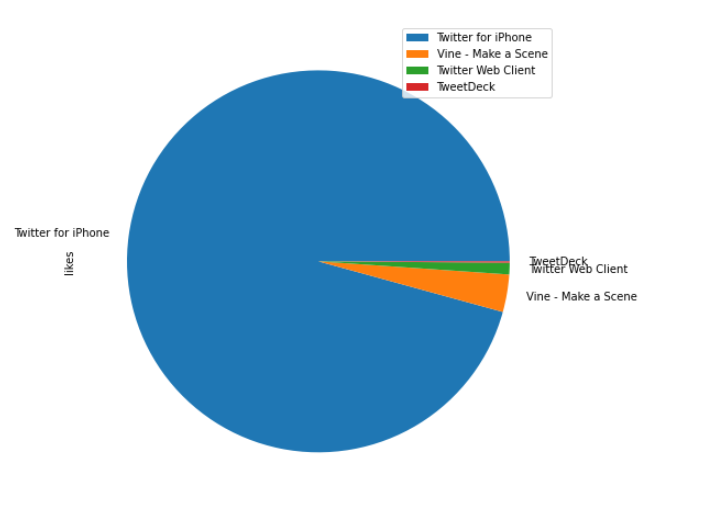 Twitter for iPhone
Vine - Make a Scene
Twitter Web Client
TweetDeck
Twitter for iPhone
likes
TweetDeck
Twitter Web Client
Vine - Make a Scene